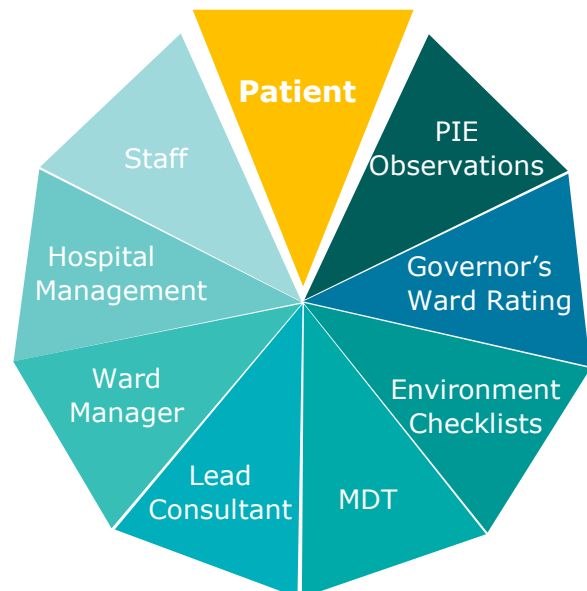 Patient
PIE
Observations
Governor’s
Ward Rating
Environment
Checklists
MDT
Lead
Consultant
Ward
Manager
Hospital
Management
Staff